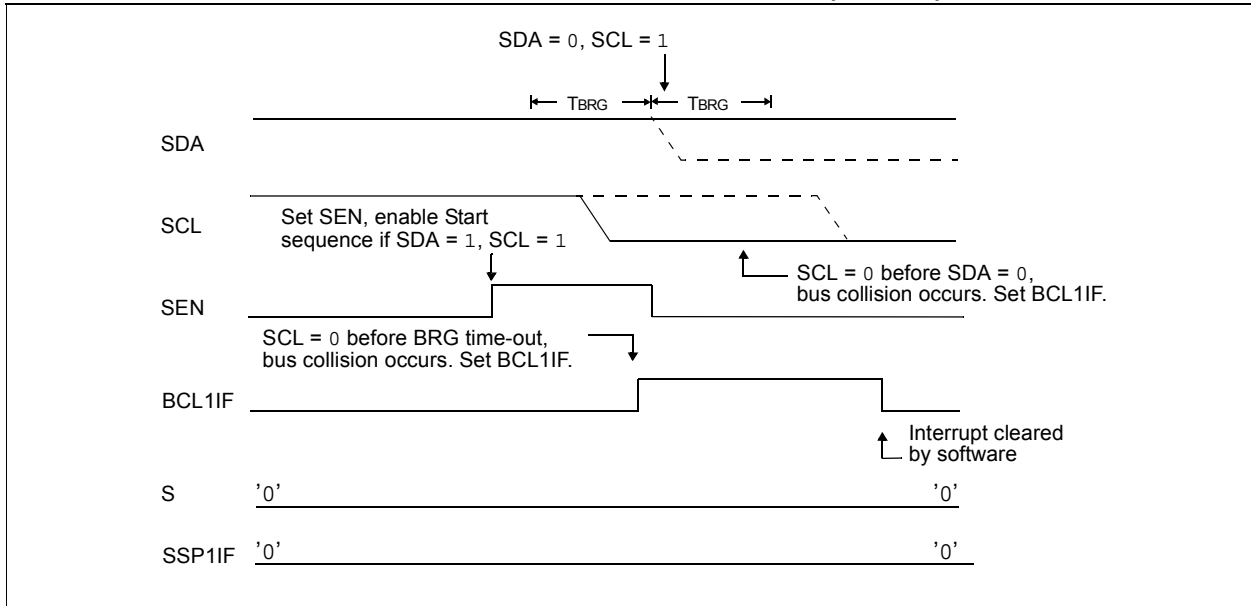 SDA = 0, SCL = 1
TBRG TBRG
SDA
SCL
Set SEN, enable Start
sequence if SDA = 1, SCL = 1
SCL = 0 before SDA = 0,
bus collision occurs. Set BCL1IF.
SEN
SCL = 0 before BRG time-out,
bus collision occurs. Set BCL1IF.
BCL1IF
Interrupt cleared
by software
S '0' '0'
SSP1IF '0' '0'